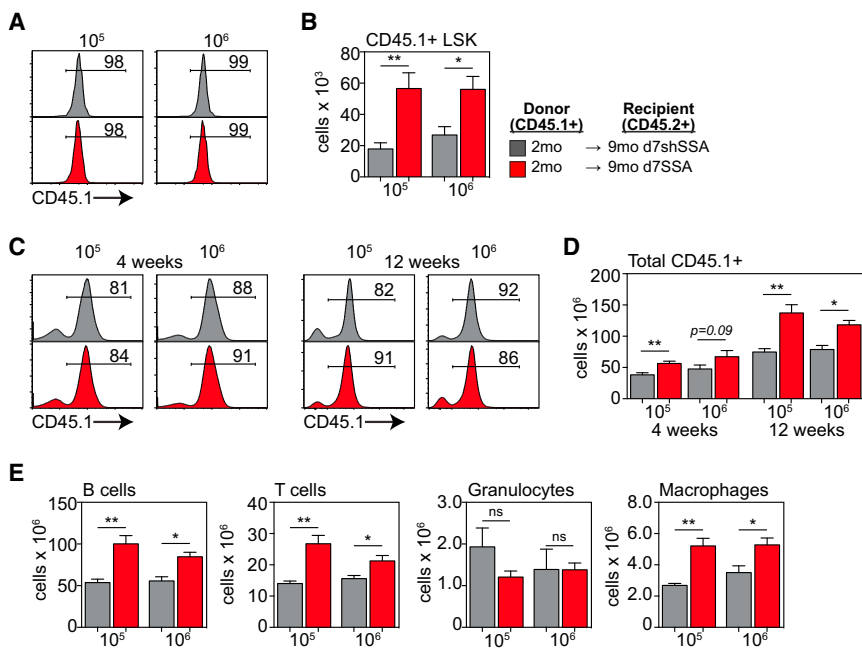 A
10⁵ 10⁶
98 99
98 99
CD45.1
B
CD45.1+ LSK
cells x 10³
80
60
40
20
0
** *
10⁵ 10⁶
Donor Recipient
(CD45.1+) (CD45.2+)
2mo → 9mo d7shSSA
2mo → 9mo d7SSA
C
10⁵ 10⁶ 10⁵ 10⁶
4 weeks 12 weeks
81 88 82 92
84 91 91 86
CD45.1 CD45.1
D
Total CD45.1+
cells x 10⁶
200
150
100
50
0
** p=0.09 ** *
10⁵ 10⁶ 10⁵ 10⁶
4 weeks 12 weeks
E
B cells
cells x 10⁶
150
100
50
0
** *
10⁵ 10⁶
T cells
cells x 10⁶
40
30
20
10
0
** *
10⁵ 10⁶
Granulocytes
cells x 10⁶
3.0
2.0
1.0
0
ns ns
10⁵ 10⁶
Macrophages
cells x 10⁶
8.0
6.0
4.0
2.0
0
** *
10⁵ 10⁶